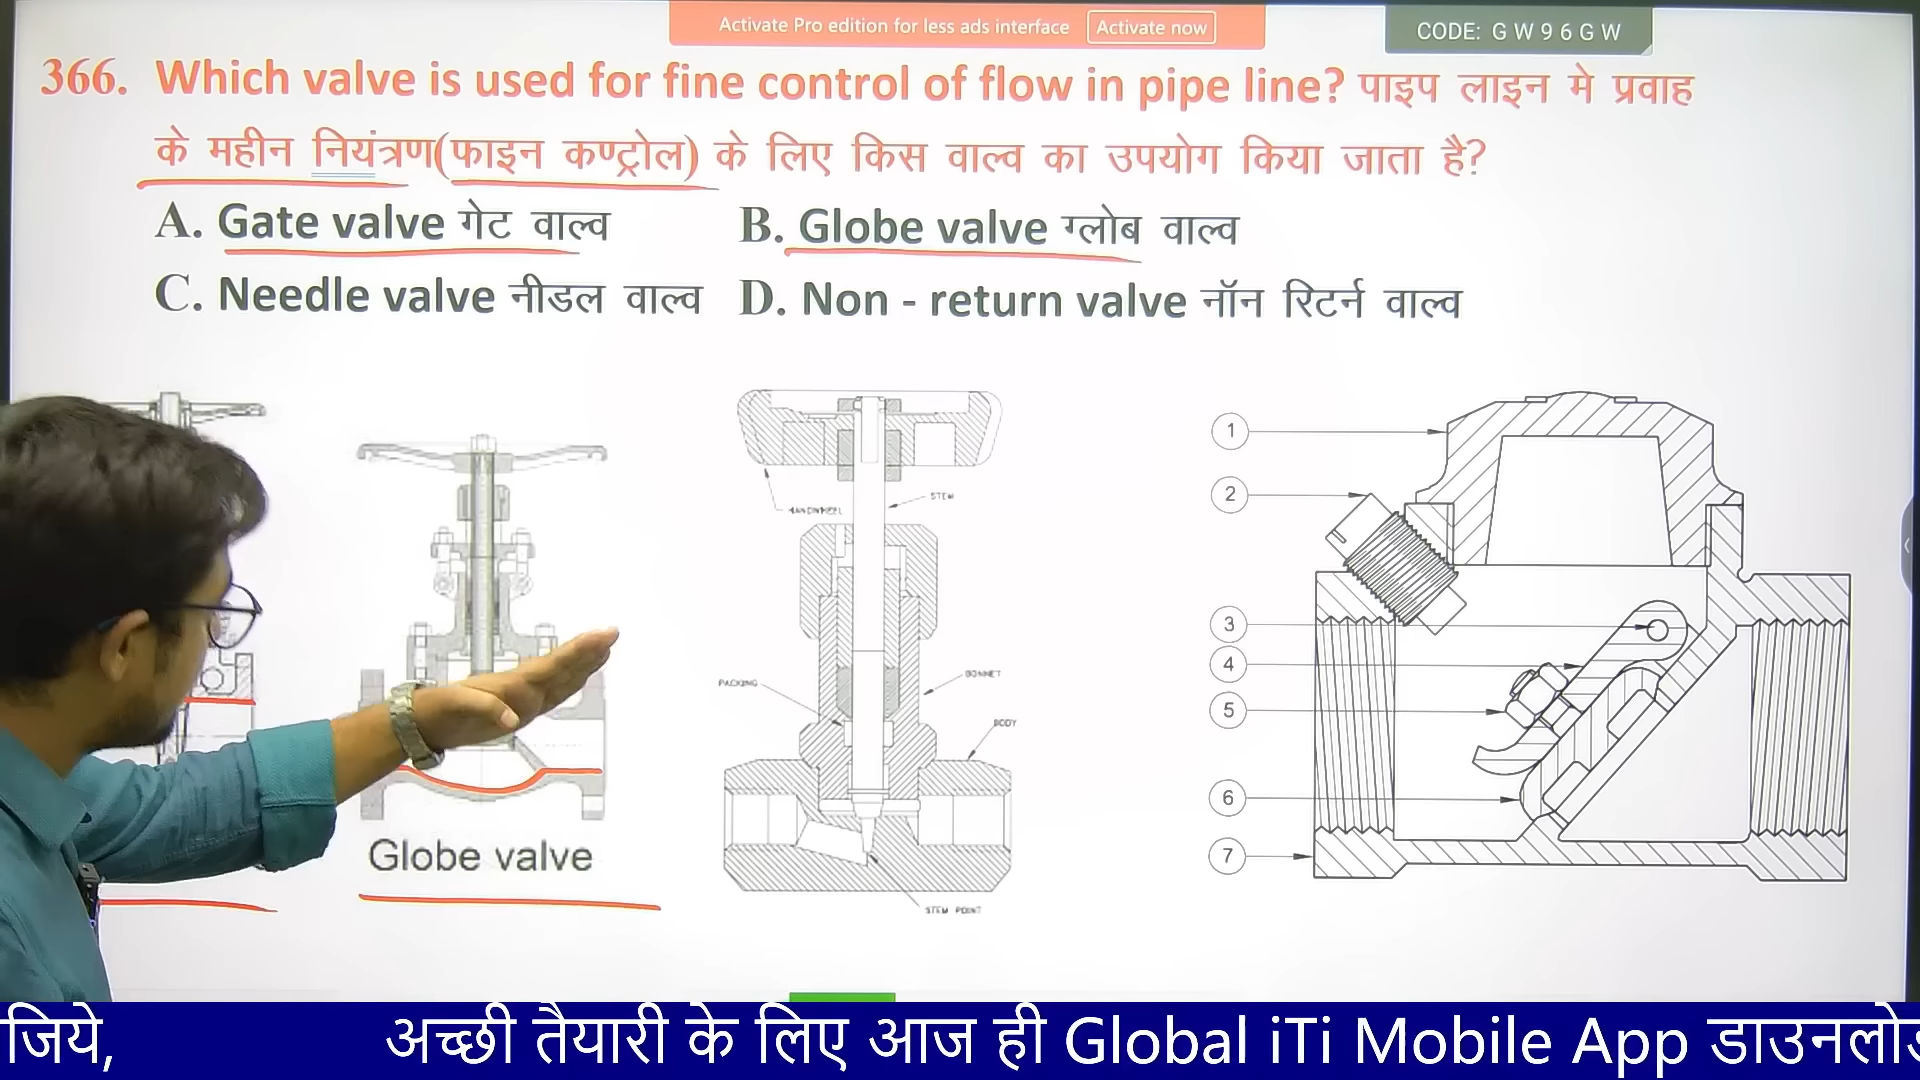 Activate Pro edition for less ads interface Activate now
CODE: G W 9 6 G W
366. Which valve is used for fine control of flow in pipe line? पाइप लाइन मे प्रवाह
के महीन नियंत्रण(फाइन कण्ट्रोल) के लिए किस वाल्व का उपयोग किया जाता है?
A. Gate valve गेट वाल्व B. Globe valve ग्लोब वाल्व
C. Needle valve नीडल वाल्व D. Non - return valve नॉन रिटर्न वाल्व
HANDWHEEL
STEM
PACKING
BONNET
BODY
STEM POINT
Globe valve
1
2
3
4
5
6
7
जिये, अच्छी तैयारी के लिए आज ही Global iTi Mobile App डाउनलोड